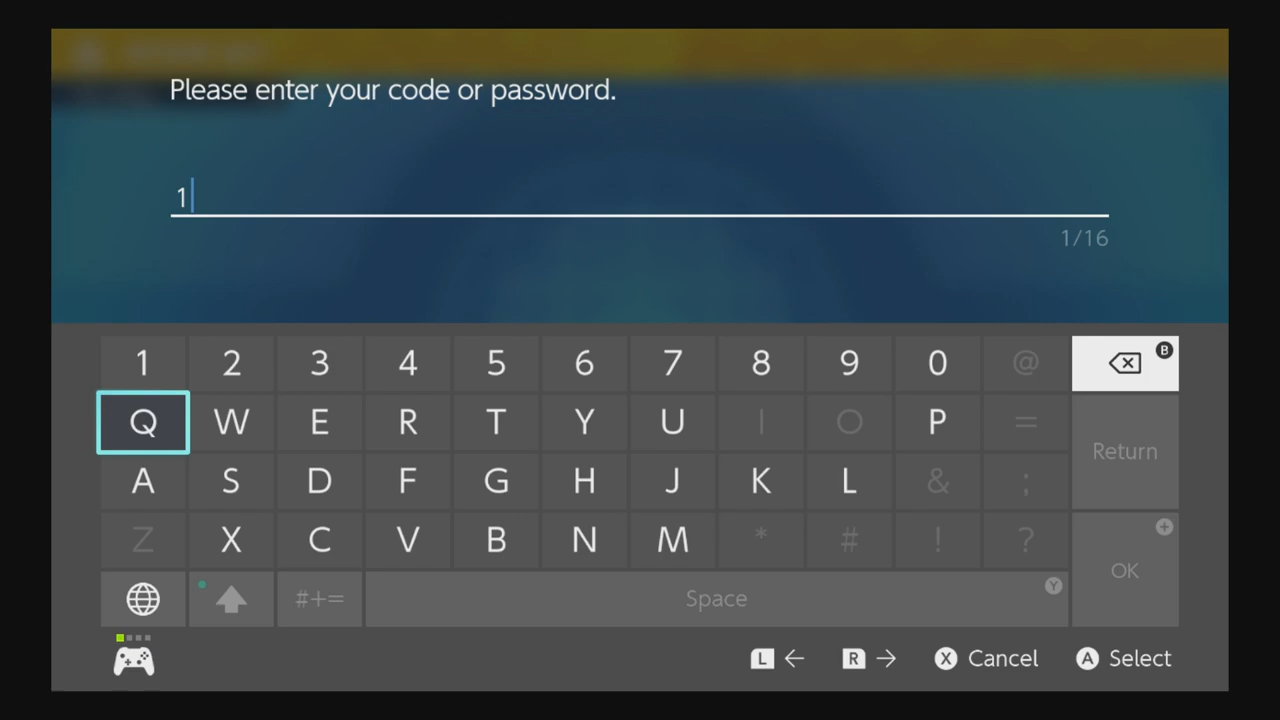 Please enter your code or password.
1
1/16
1 2 3 4 5 6 7 8 9 0 @ B
Q W E R T Y U I O P = Return
A S D F G H J K L & ;
Z X C V B N M * # ! ? + OK
#+= Space Y
L ← R → X Cancel A Select